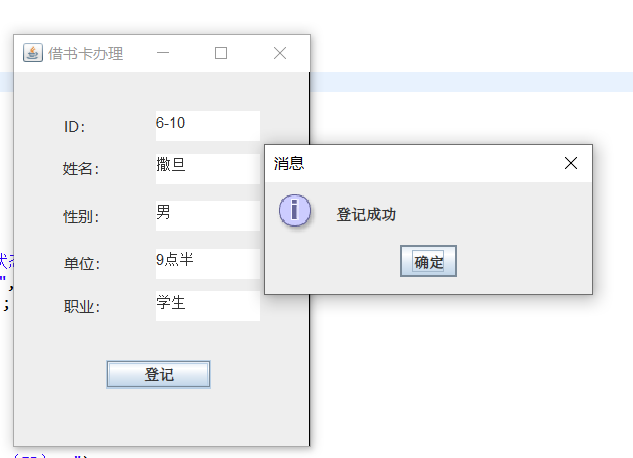 借书卡办理
ID： 6-10
姓名： 撒旦
性别： 男
单位： 9点半
职业： 学生
登记
消息
登记成功
确定